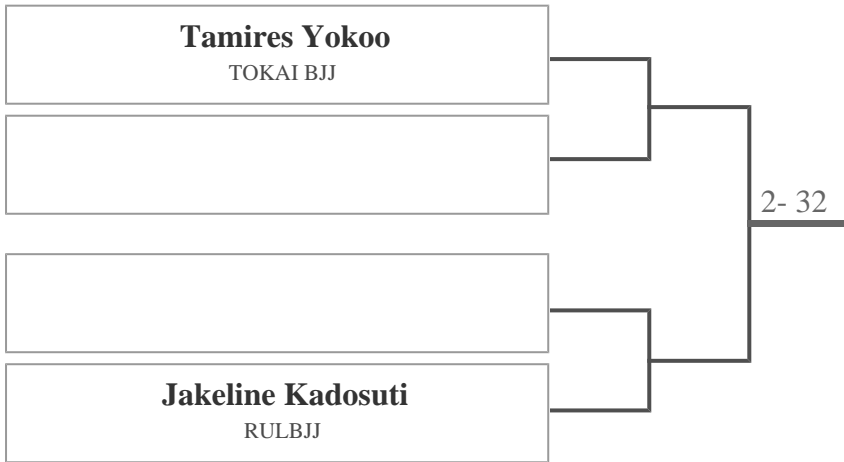 Tamires Yokoo
TOKAI BJJ
2- 32
Jakeline Kadosuti
RULBJJ